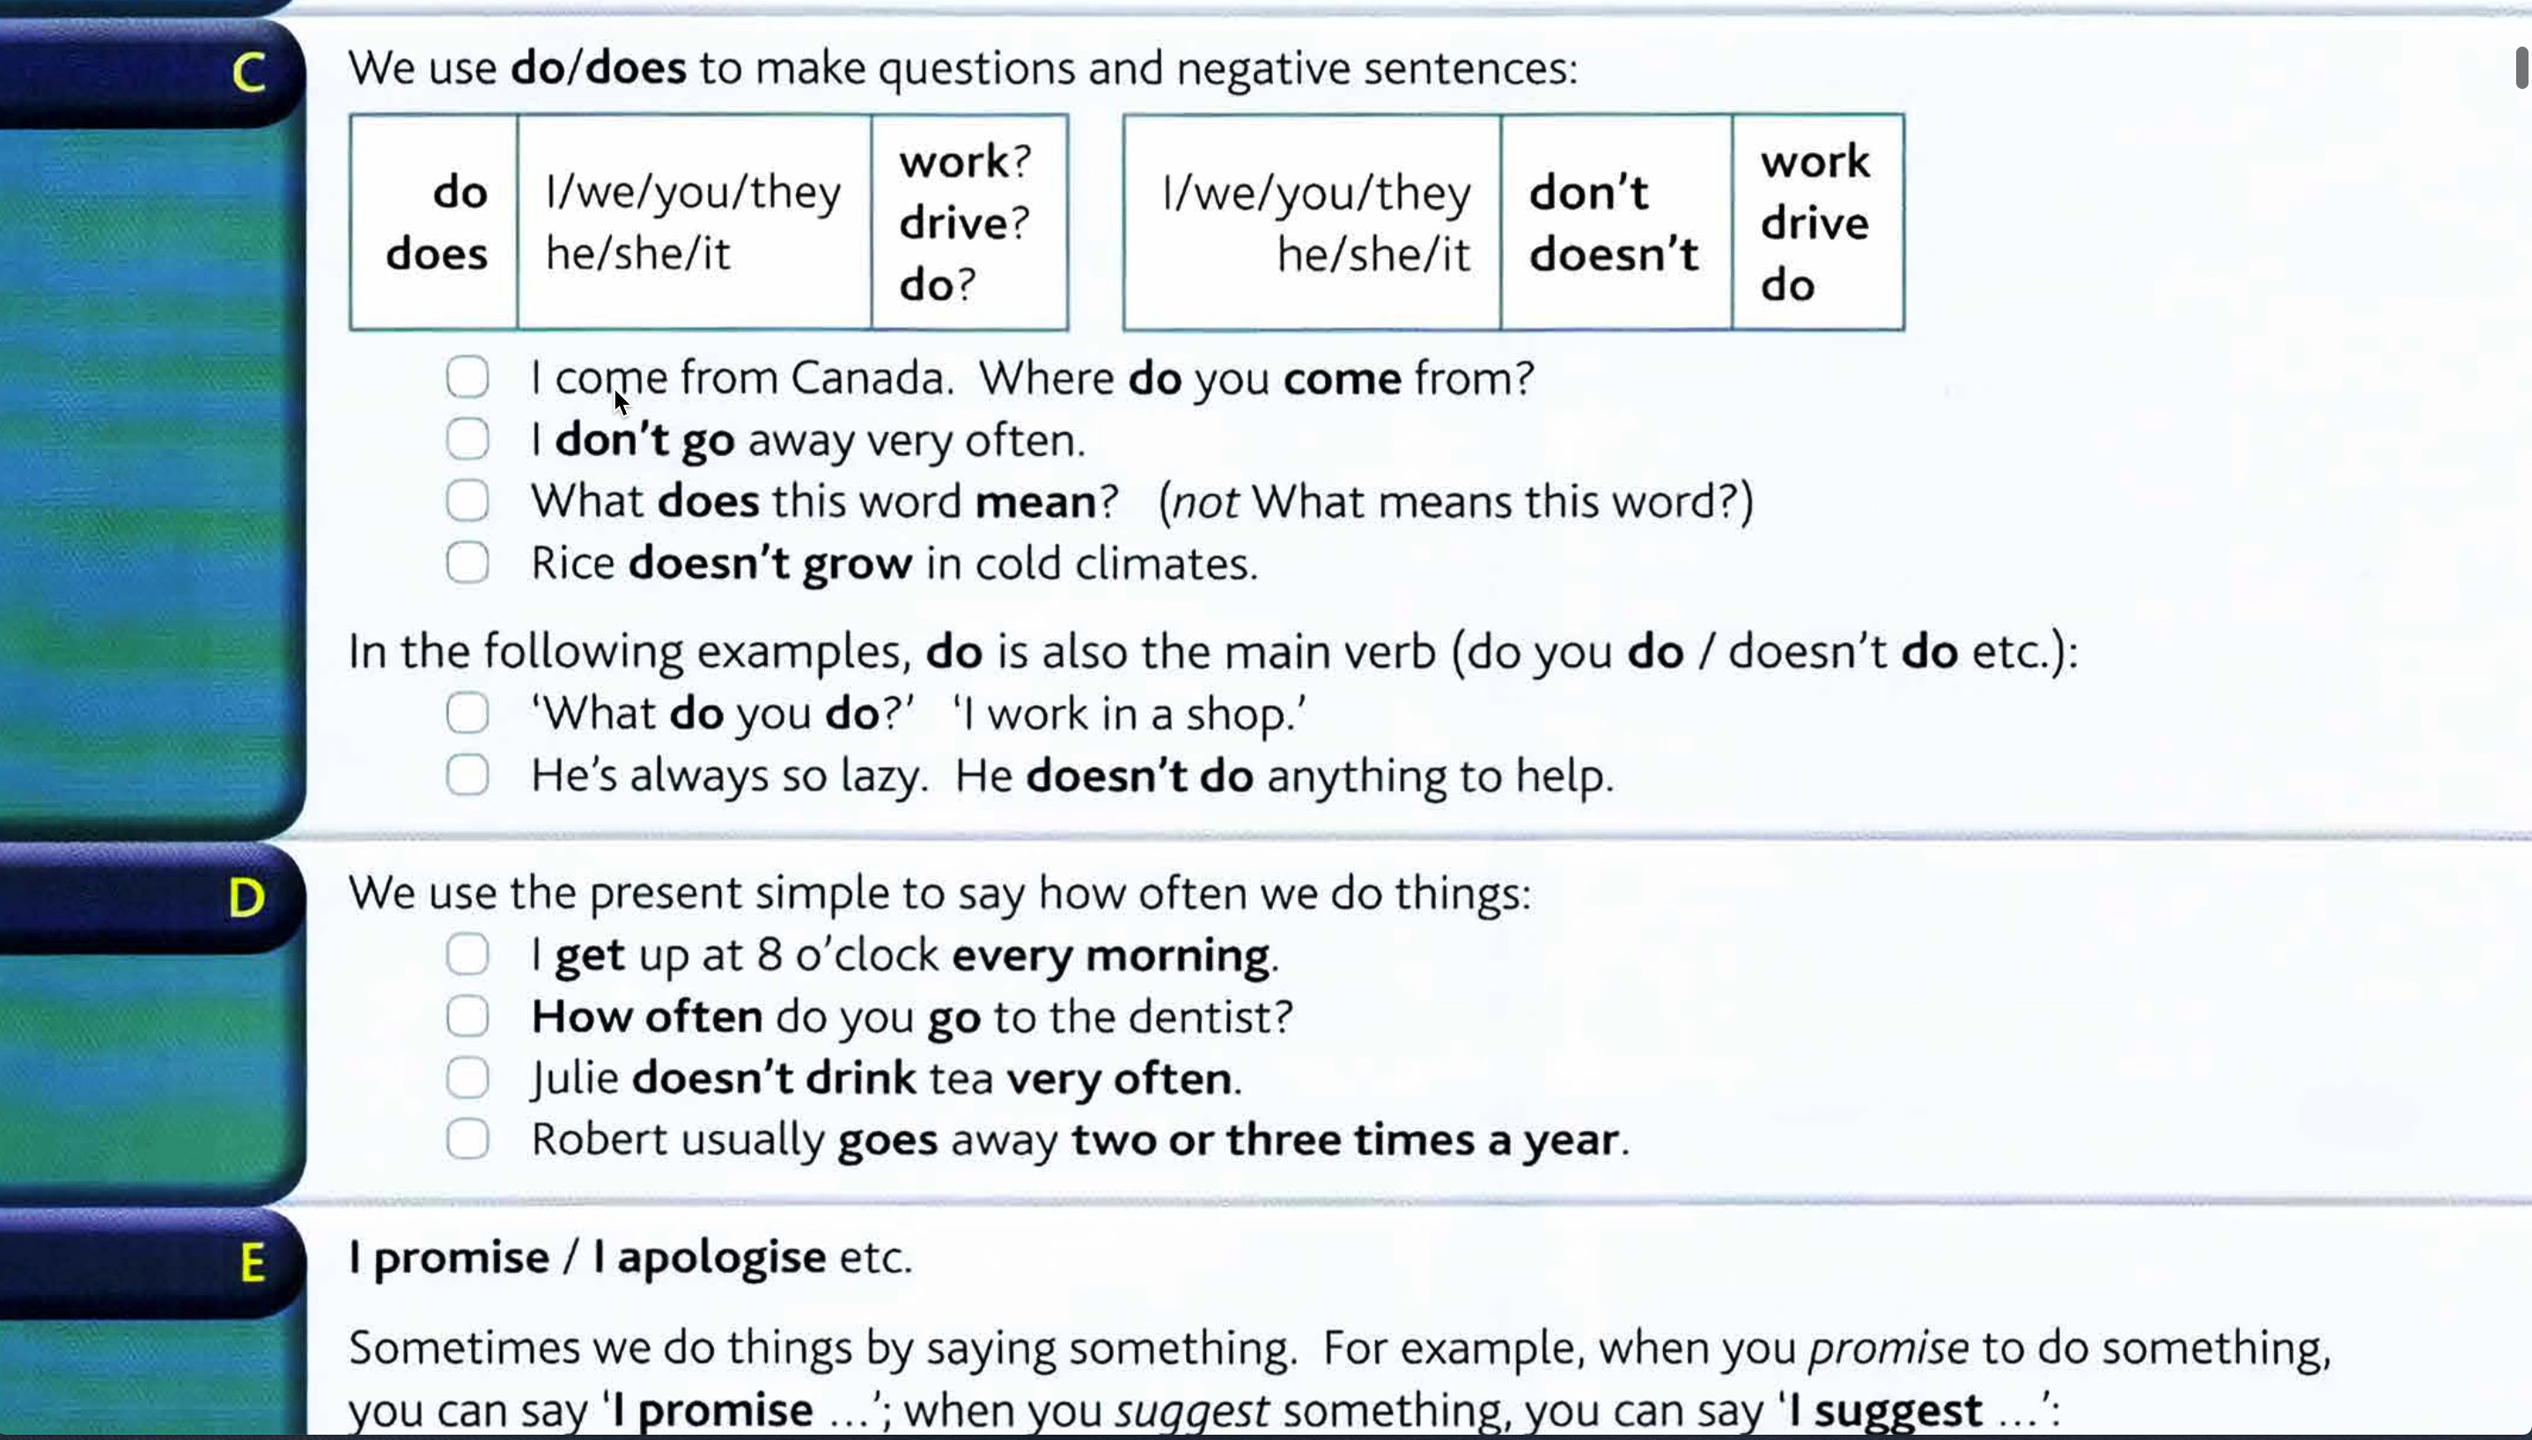 C
We use do/does to make questions and negative sentences:
do
does
I/we/you/they
he/she/it
work?
drive?
do?
I/we/you/they
he/she/it
don't
doesn't
work
drive
do
I come from Canada. Where do you come from?
I don't go away very often.
What does this word mean? (not What means this word?)
Rice doesn't grow in cold climates.
In the following examples, do is also the main verb (do you do / doesn't do etc.):
'What do you do?' 'I work in a shop.'
He's always so lazy. He doesn't do anything to help.
D
We use the present simple to say how often we do things:
I get up at 8 o'clock every morning.
How often do you go to the dentist?
Julie doesn't drink tea very often.
Robert usually goes away two or three times a year.
E
I promise / I apologise etc.
Sometimes we do things by saying something. For example, when you promise to do something,
you can say 'I promise ...'; when you suggest something, you can say 'I suggest ...':